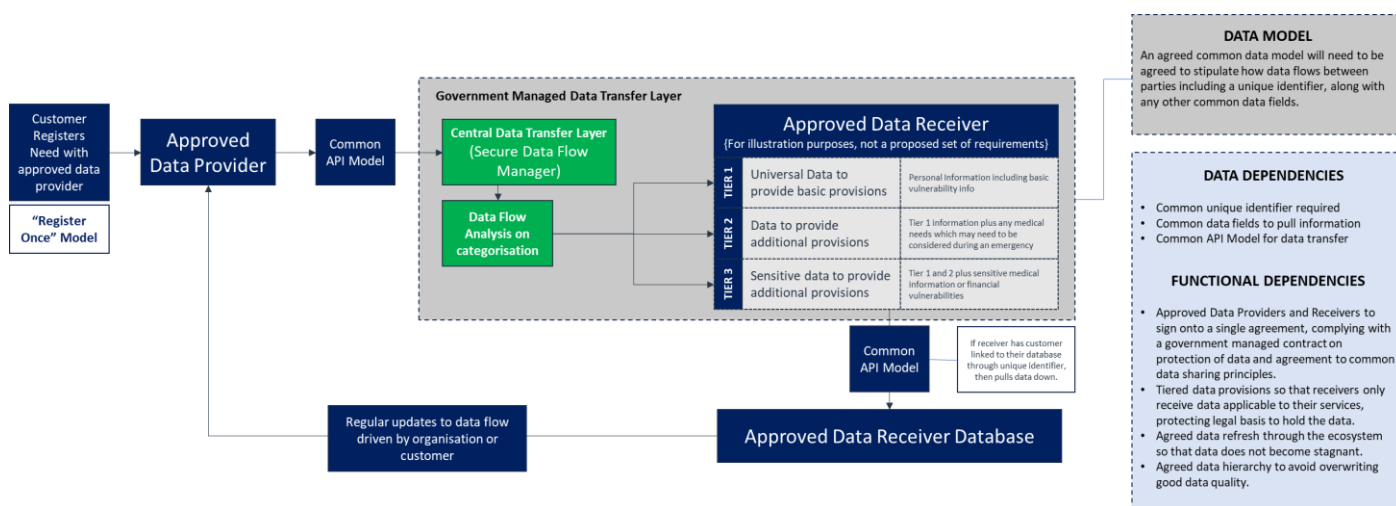 Customer
Registers
Need with
approved data
provider
“Register
Once” Model
Approved
Data Provider
Common
API Model
Government Managed Data Transfer Layer
Central Data Transfer Layer
(Secure Data Flow
Manager)
Data Flow
Analysis on
categorisation
Approved Data Receiver
{For illustration purposes, not a proposed set of requirements}
TIER 1
Universal Data to
provide basic provisions
Personal Information including basic
vulnerability info
TIER 2
Data to provide
additional provisions
Tier 1 information plus any medical
needs which may need to be
considered during an emergency
TIER 3
Sensitive data to provide
additional provisions
Tier 1 and 2 plus sensitive medical
information or financial
vulnerabilities
Common
API Model
If receiver has customer
linked to their database
through unique identifier,
then pulls data down.
Approved Data Receiver Database
Regular updates to data flow
driven by organisation or
customer
DATA MODEL
An agreed common data model will need to be
agreed to stipulate how data flows between
parties including a unique identifier, along with
any other common data fields.
DATA DEPENDENCIES
• Common unique identifier required
• Common data fields to pull information
• Common API Model for data transfer
FUNCTIONAL DEPENDENCIES
• Approved Data Providers and Receivers to
sign onto a single agreement, complying with
a government managed contract on
protection of data and agreement to common
data sharing principles.
• Tiered data provisions so that receivers only
receive data applicable to their services,
protecting legal basis to hold the data.
• Agreed data refresh through the ecosystem
so that data does not become stagnant.
• Agreed data hierarchy to avoid overwriting
good data quality.